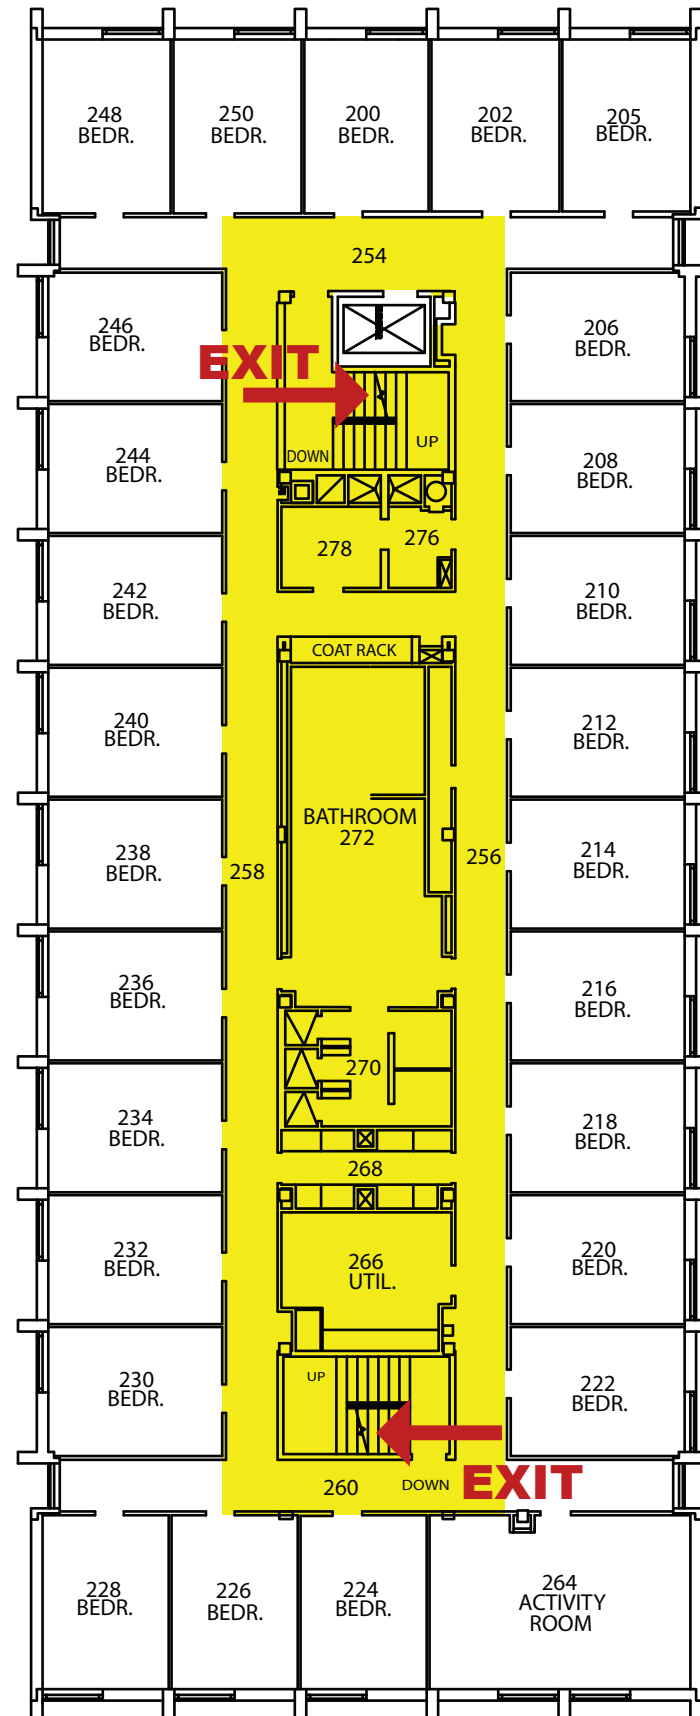 248
BEDR.
250
BEDR.
200
BEDR.
202
BEDR.
205
BEDR.
254
246
BEDR.
206
BEDR.
EXIT
244
BEDR.
DOWN
UP
208
BEDR.
278
276
242
BEDR.
210
BEDR.
COAT RACK
240
BEDR.
212
BEDR.
BATHROOM
272
238
BEDR.
258
256
214
BEDR.
236
BEDR.
216
BEDR.
270
234
BEDR.
218
BEDR.
268
232
BEDR.
266
UTIL.
220
BEDR.
230
BEDR.
UP
222
BEDR.
260
DOWN
EXIT
228
BEDR.
226
BEDR.
224
BEDR.
264
ACTIVITY
ROOM